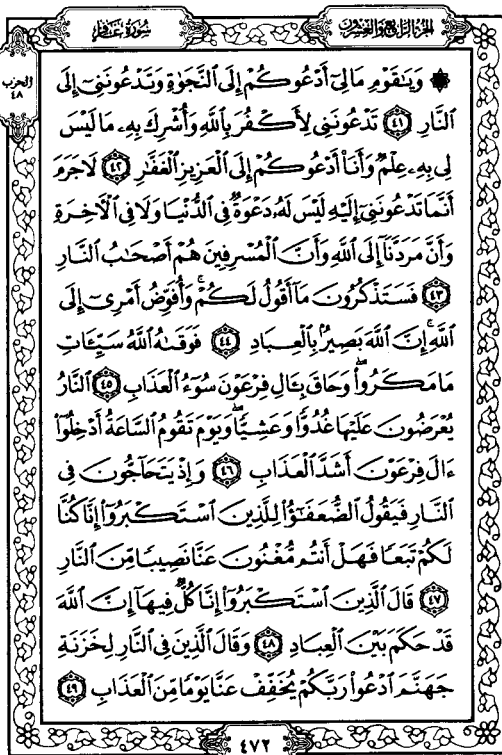 الجزء الرابع والعشرون
سورة غافر
الحزب
٤٨
۞ وَيَٰقَوْمِ مَا لِىٓ أَدْعُوكُمْ إِلَى ٱلنَّجَوٰةِ وَتَدْعُونَنِىٓ إِلَى
ٱلنَّارِ ٤١ تَدْعُونَنِى لِأَكْفُرَ بِٱللَّهِ وَأُشْرِكَ بِهِۦ مَا لَيْسَ
لِى بِهِۦ عِلْمٌ وَأَنَا۠ أَدْعُوكُمْ إِلَى ٱلْعَزِيزِ ٱلْغَفَّٰرِ ٤٢ لَا جَرَمَ
أَنَّمَا تَدْعُونَنِىٓ إِلَيْهِ لَيْسَ لَهُۥ دَعْوَةٌ فِى ٱلدُّنْيَا وَلَا فِى ٱلْءَاخِرَةِ
وَأَنَّ مَرَدَّنَآ إِلَى ٱللَّهِ وَأَنَّ ٱلْمُسْرِفِينَ هُمْ أَصْحَٰبُ ٱلنَّارِ
٤٣ فَسَتَذْكُرُونَ مَآ أَقُولُ لَكُمْ ۚ وَأُفَوِّضُ أَمْرِىٓ إِلَى
ٱللَّهِ ۚ إِنَّ ٱللَّهَ بَصِيرٌۢ بِٱلْعِبَادِ ٤٤ فَوَقَىٰهُ ٱللَّهُ سَيِّـَٔاتِ
مَا مَكَرُوا۟ ۖ وَحَاقَ بِـَٔالِ فِرْعَوْنَ سُوٓءُ ٱلْعَذَابِ ٤٥ ٱلنَّارُ
يُعْرَضُونَ عَلَيْهَا غُدُوًّا وَعَشِيًّا ۖ وَيَوْمَ تَقُومُ ٱلسَّاعَةُ أَدْخِلُوٓا۟
ءَالَ فِرْعَوْنَ أَشَدَّ ٱلْعَذَابِ ٤٦ وَإِذْ يَتَحَآجُّونَ فِى
ٱلنَّارِ فَيَقُولُ ٱلضُّعَفَٰٓؤُا۟ لِلَّذِينَ ٱسْتَكْبَرُوٓا۟ إِنَّا كُنَّا
لَكُمْ تَبَعًا فَهَلْ أَنتُم مُّغْنُونَ عَنَّا نَصِيبًا مِّنَ ٱلنَّارِ
٤٧ قَالَ ٱلَّذِينَ ٱسْتَكْبَرُوٓا۟ إِنَّا كُلٌّ فِيهَآ إِنَّ ٱللَّهَ
قَدْ حَكَمَ بَيْنَ ٱلْعِبَادِ ٤٨ وَقَالَ ٱلَّذِينَ فِى ٱلنَّارِ لِخَزَنَةِ
جَهَنَّمَ ٱدْعُوا۟ رَبَّكُمْ يُخَفِّفْ عَنَّا يَوْمًا مِّنَ ٱلْعَذَابِ ٤٩
٤٧٢